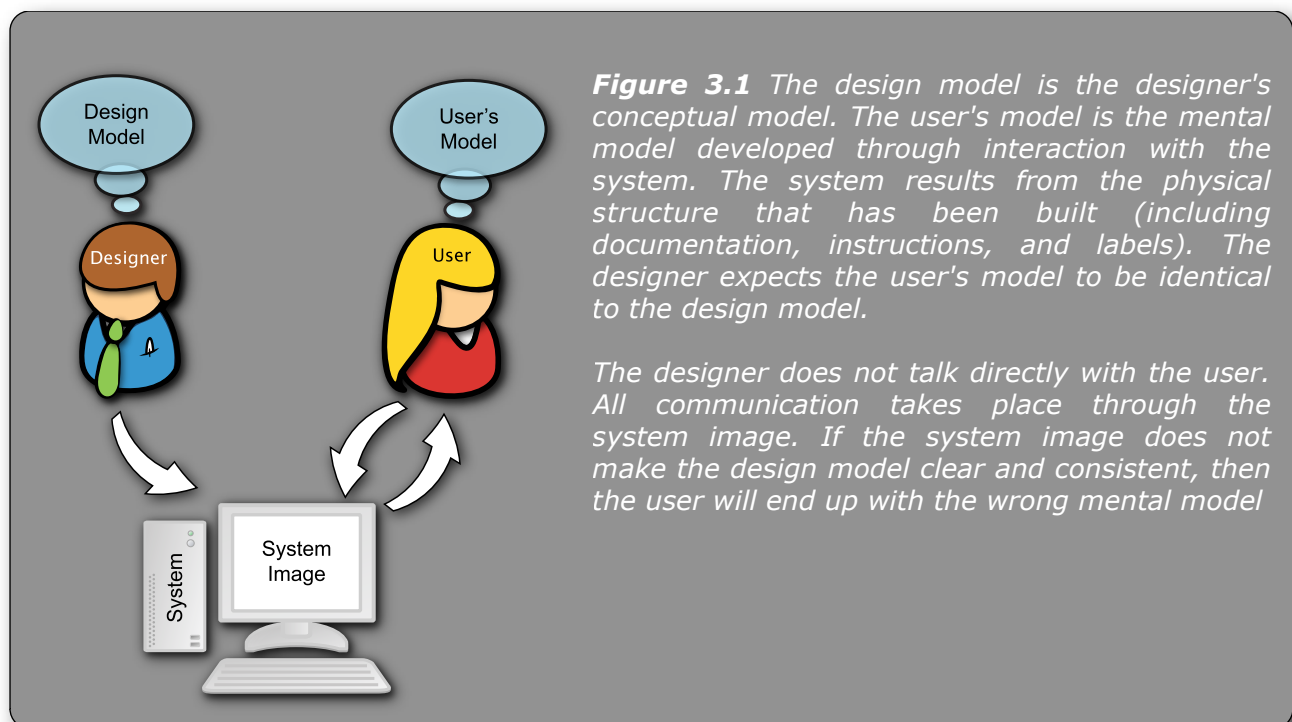 Design
Model
User's
Model
Designer
User
System
System
Image
Figure 3.1 The design model is the designer's
conceptual model. The user's model is the mental
model developed through interaction with the
system. The system results from the physical
structure that has been built (including
documentation, instructions, and labels). The
designer expects the user's model to be identical
to the design model.
The designer does not talk directly with the user.
All communication takes place through the
system image. If the system image does not
make the design model clear and consistent, then
the user will end up with the wrong mental model